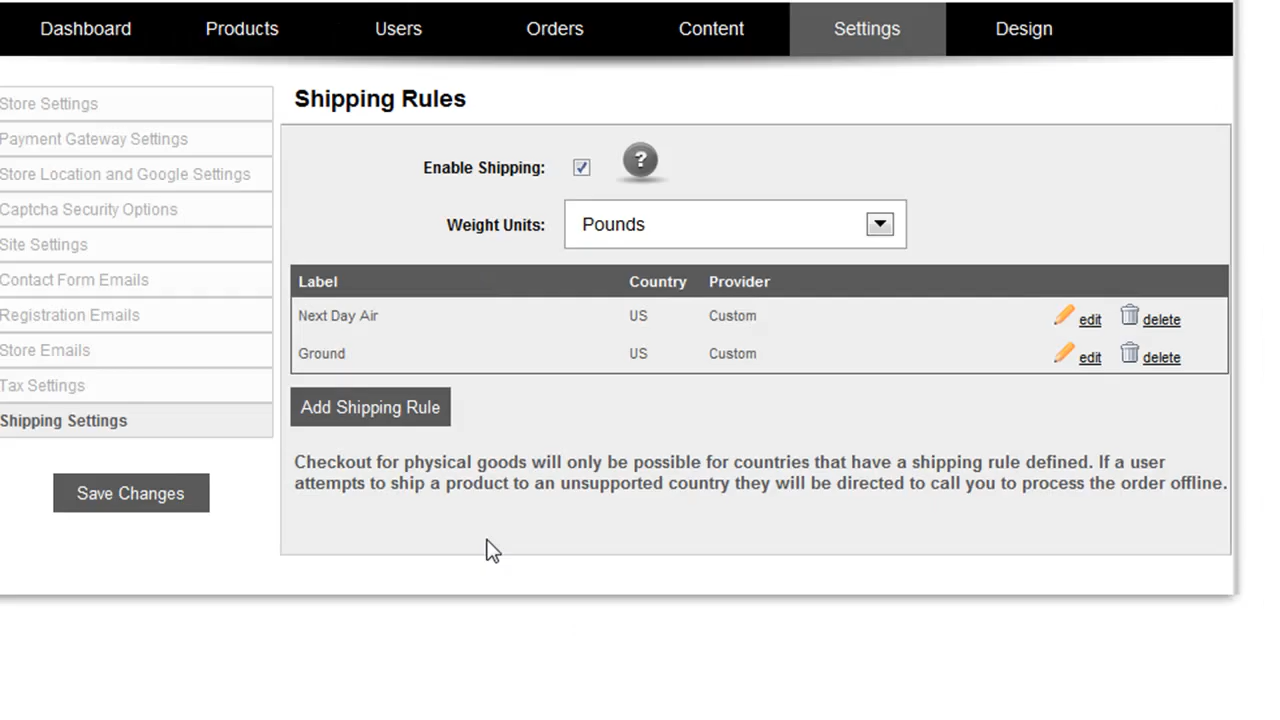 Dashboard Products Users Orders Content Settings Design
Store Settings
Payment Gateway Settings
Store Location and Google Settings
Captcha Security Options
Site Settings
Contact Form Emails
Registration Emails
Store Emails
Tax Settings
Shipping Settings
Save Changes
Shipping Rules
Enable Shipping: ?
Weight Units: Pounds
Label Country Provider
Next Day Air US Custom edit delete
Ground US Custom edit delete
Add Shipping Rule
Checkout for physical goods will only be possible for countries that have a shipping rule defined. If a user
attempts to ship a product to an unsupported country they will be directed to call you to process the order offline.